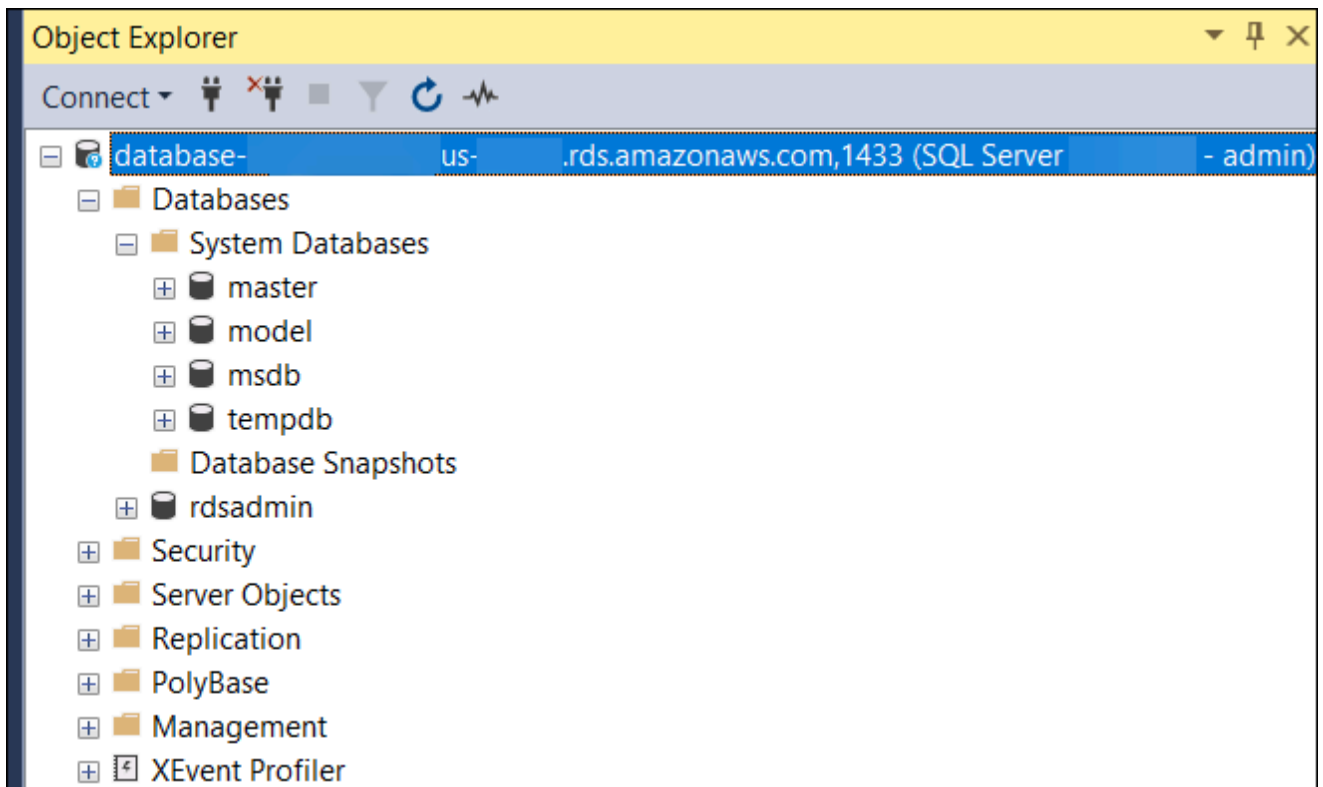 Object Explorer
Connect
database- us- .rds.amazonaws.com,1433 (SQL Server - admin)
Databases
System Databases
master
model
msdb
tempdb
Database Snapshots
rdsadmin
Security
Server Objects
Replication
PolyBase
Management
XEvent Profiler